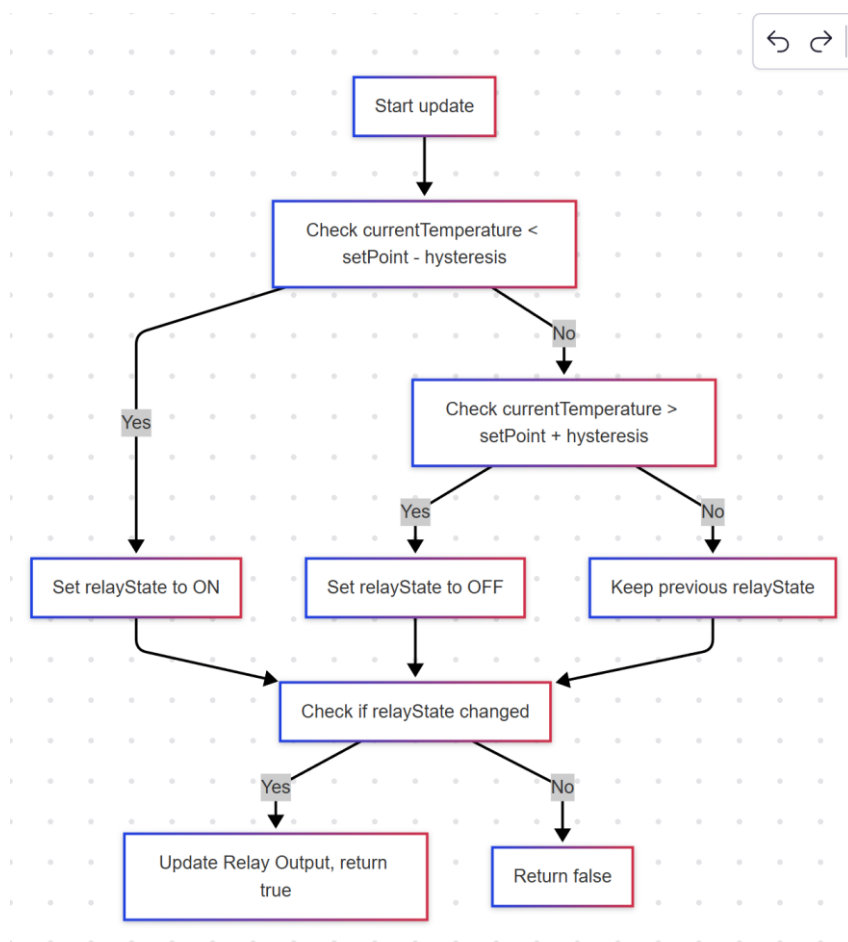 Start update
Check currentTemperature <
setPoint - hysteresis
No
Check currentTemperature >
setPoint + hysteresis
Yes
Yes
No
Set relayState to ON
Set relayState to OFF
Keep previous relayState
Check if relayState changed
Yes
No
Update Relay Output, return
true
Return false